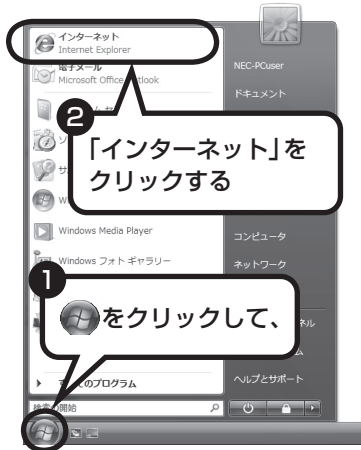 インターネット
Internet Explorer
電子メール
Microsoft Office
NEC-PCuser
ドキュメント
2
「インターネット」を
クリックする
Windows Media Player
コンピュータ
Windows フォト ギャラリー
ネットワーク
1
をクリックして、
プログラム
ヘルプとサポート
検索の開始